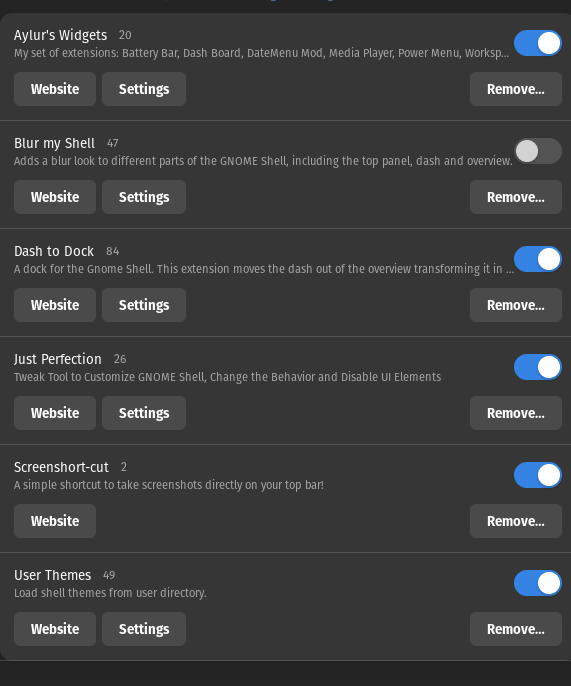 Aylur's Widgets 20
My set of extensions: Battery Bar, Dash Board, DateMenu Mod, Media Player, Power Menu, Worksp...
Website Settings Remove...
Blur my Shell 47
Adds a blur look to different parts of the GNOME Shell, including the top panel, dash and overview.
Website Settings Remove...
Dash to Dock 84
A dock for the Gnome Shell. This extension moves the dash out of the overview transforming it in ...
Website Settings Remove...
Just Perfection 26
Tweak Tool to Customize GNOME Shell, Change the Behavior and Disable UI Elements
Website Settings Remove...
Screenshort-cut 2
A simple shortcut to take screenshots directly on your top bar!
Website Remove...
User Themes 49
Load shell themes from user directory.
Website Settings Remove...